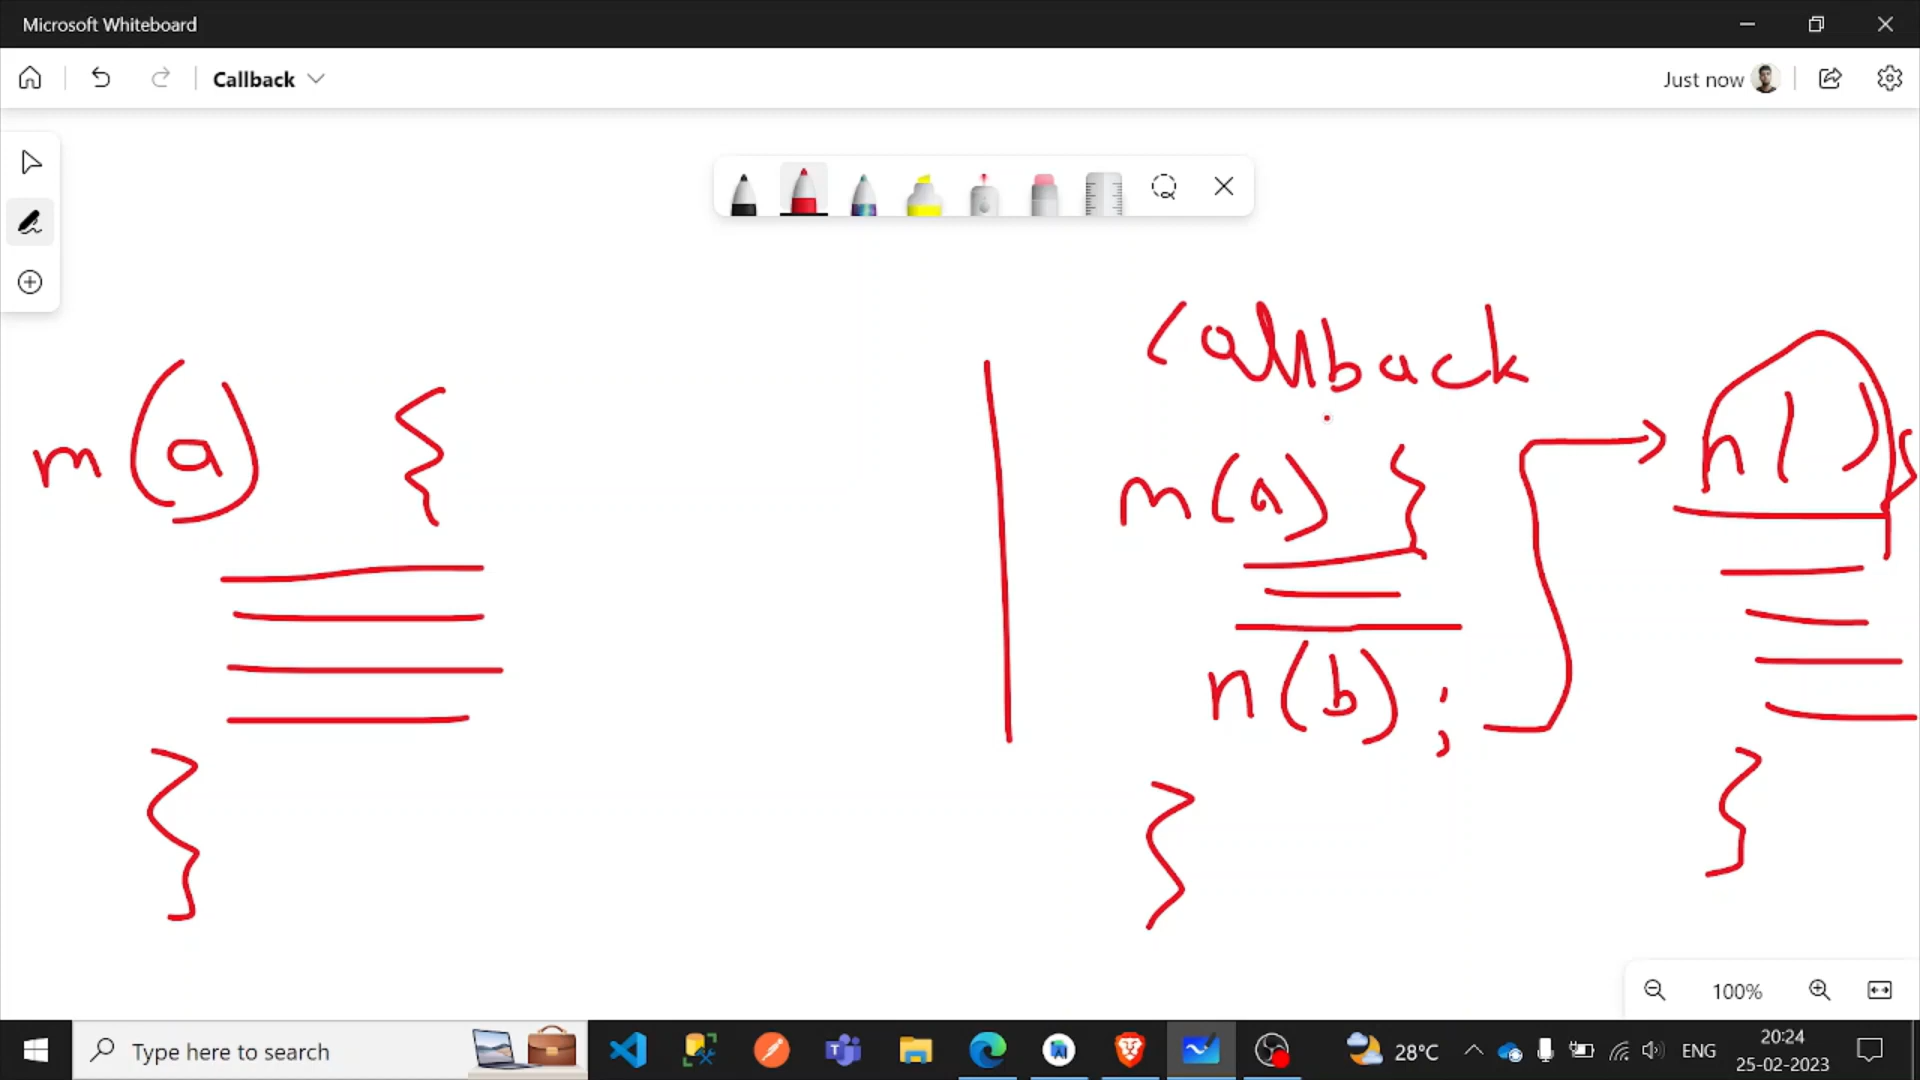 Microsoft Whiteboard
Callback
Just now
Callback
m(a) {
m(a) {
n( ) {
n(b) ;
}
}
}
100%
Type here to search
28°C
ENG
20:24
25-02-2023